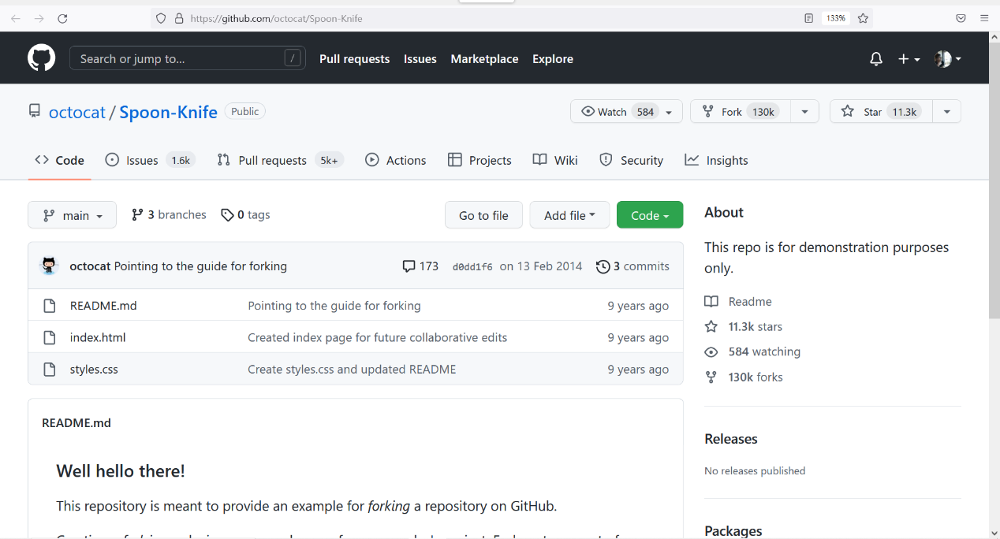 https://github.com/octocat/Spoon-Knife 133%
Search or jump to... / Pull requests Issues Marketplace Explore
octocat / Spoon-Knife Public Watch 584 Fork 130k Star 11.3k
Code Issues 1.6k Pull requests 5k+ Actions Projects Wiki Security Insights
main 3 branches 0 tags Go to file Add file Code
octocat Pointing to the guide for forking 173 d0dd1f6 on 13 Feb 2014 3 commits
README.md Pointing to the guide for forking 9 years ago
index.html Created index page for future collaborative edits 9 years ago
styles.css Create styles.css and updated README 9 years ago
README.md
Well hello there!
This repository is meant to provide an example for forking a repository on GitHub.
About
This repo is for demonstration purposes
only.
Readme
11.3k stars
584 watching
130k forks
Releases
No releases published
Packages